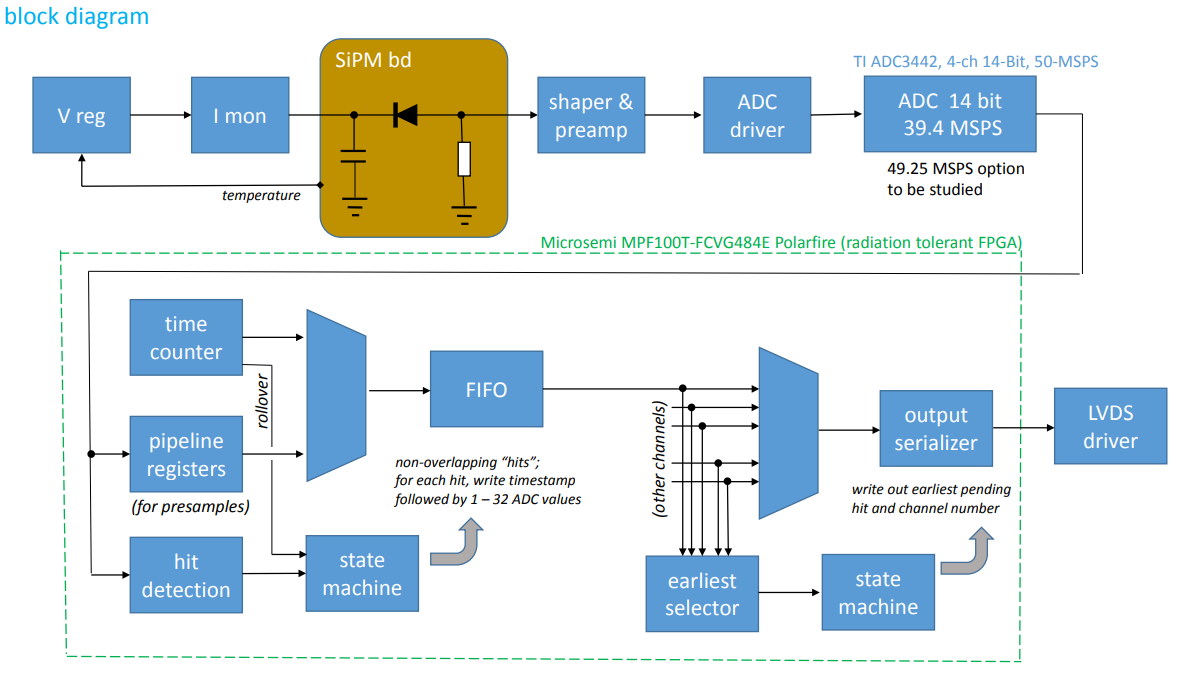 block diagram
SiPM bd
TI ADC3442, 4-ch 14-Bit, 50-MSPS
V reg
I mon
shaper &
preamp
ADC
driver
ADC 14 bit
39.4 MSPS
temperature
49.25 MSPS option
to be studied
Microsemi MPF100T-FCVG484E Polarfire (radiation tolerant FPGA)
time
counter
rollover
FIFO
(other channels)
output
serializer
LVDS
driver
pipeline
registers
(for presamples)
non-overlapping “hits”;
for each hit, write timestamp
followed by 1 – 32 ADC values
write out earliest pending
hit and channel number
hit
detection
state
machine
earliest
selector
state
machine